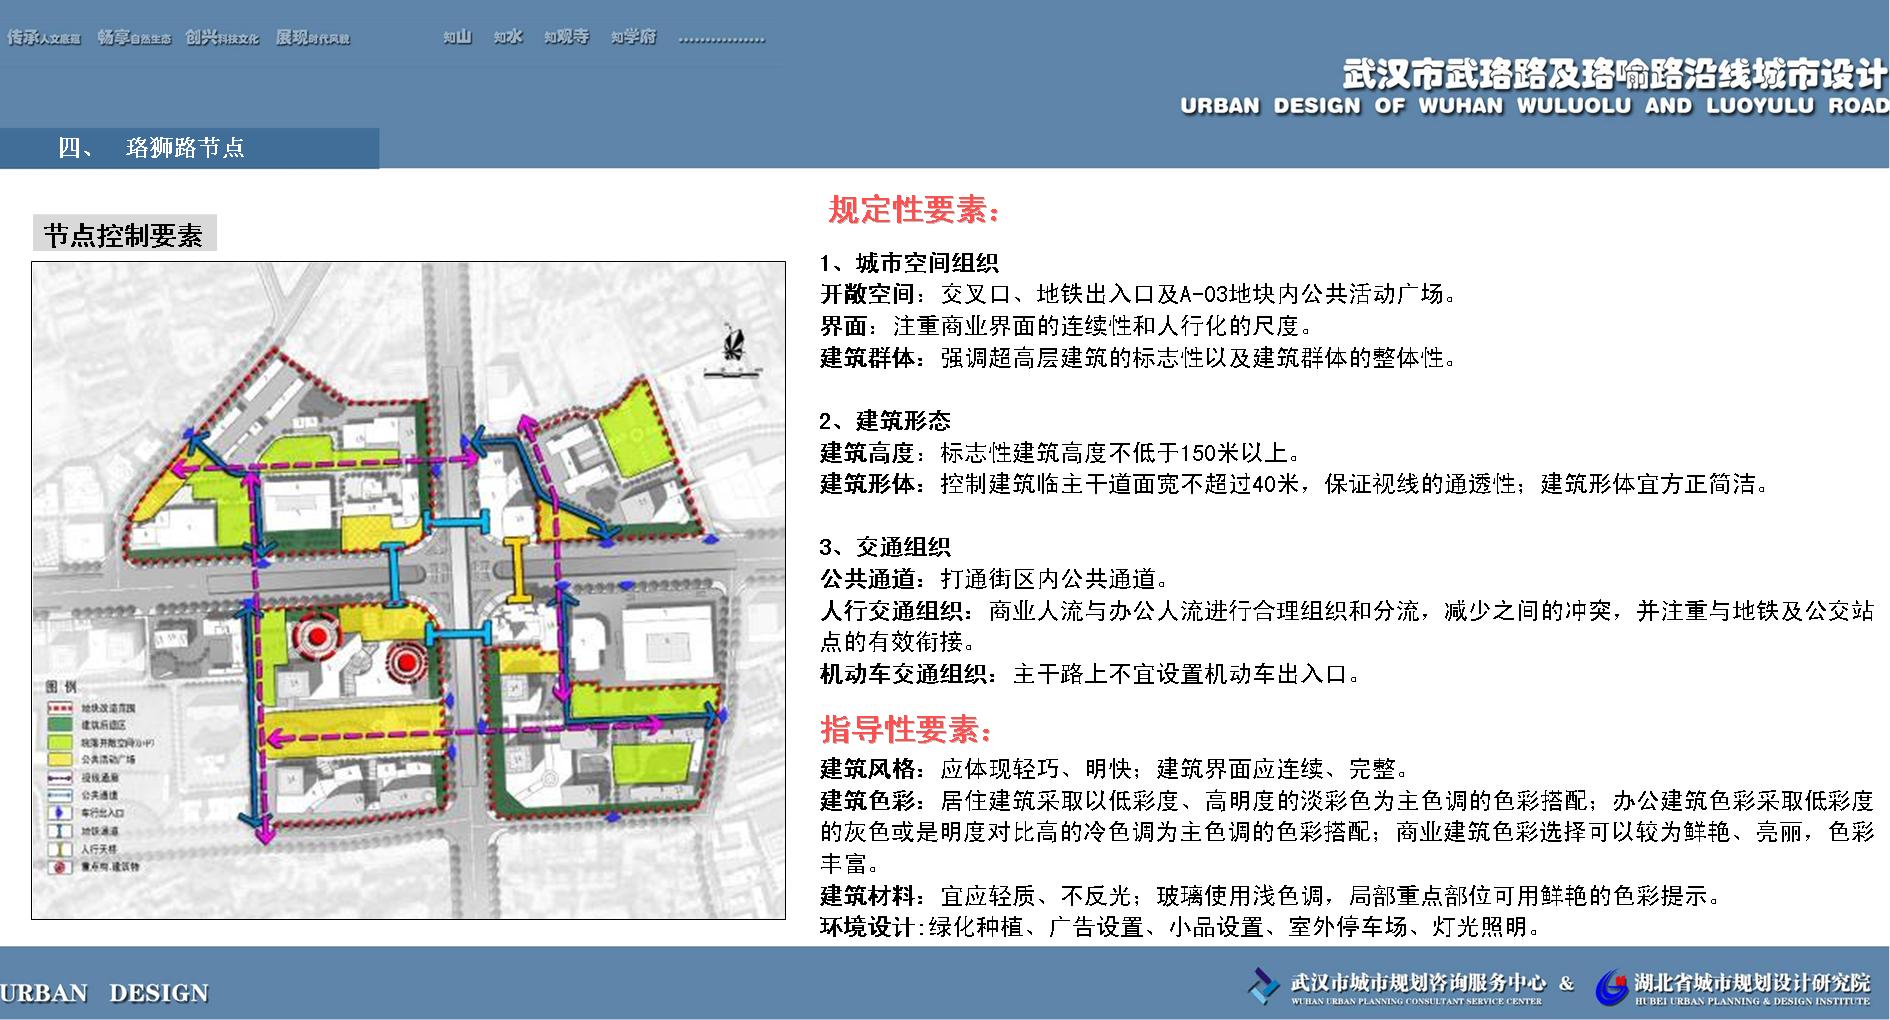 传承人文底蕴 畅享自然生态 创兴科技文化 展现时代风貌 知山 知水 知观寺 知学府 ................
武汉市武珞路及珞喻路沿线城市设计
URBAN DESIGN OF WUHAN WULUOLU AND LUOYULU ROAD
四、 珞狮路节点
节点控制要素
图 例
地块改造范围
建筑后退区
院落开敞空间(小户)
公共活动广场
视线通廊
公共通道
车行出入口
地铁通道
人行天桥
规定性要素：
1、城市空间组织
开敞空间：交叉口、地铁出入口及A-03地块内公共活动广场。
界面：注重商业界面的连续性和人行化的尺度。
建筑群体：强调超高层建筑的标志性以及建筑群体的整体性。
2、建筑形态
建筑高度：标志性建筑高度不低于150米以上。
建筑形体：控制建筑临主干道面宽不超过40米，保证视线的通透性；建筑形体宜方正简洁。
3、交通组织
公共通道：打通街区内公共通道。
人行交通组织：商业人流与办公人流进行合理组织和分流，减少之间的冲突，并注重与地铁及公交站
点的有效衔接。
机动车交通组织：主干路上不宜设置机动车出入口。
指导性要素：
建筑风格：应体现轻巧、明快；建筑界面应连续、完整。
建筑色彩：居住建筑采取以低彩度、高明度的淡彩色为主色调的色彩搭配；办公建筑色彩采取低彩度
的灰色或是明度对比高的冷色调为主色调的色彩搭配；商业建筑色彩选择可以较为鲜艳、亮丽，色彩
丰富。
建筑材料：宜应轻质、不反光；玻璃使用浅色调，局部重点部位可用鲜艳的色彩提示。
环境设计:绿化种植、广告设置、小品设置、室外停车场、灯光照明。
URBAN DESIGN
武汉市城市规划咨询服务中心 & 湖北省城市规划设计研究院
WUHAN URBAN PLANNING CONSULTANT SERVICE CENTER HUBEI URBAN PLANNING & DESIGN INSTITUTE